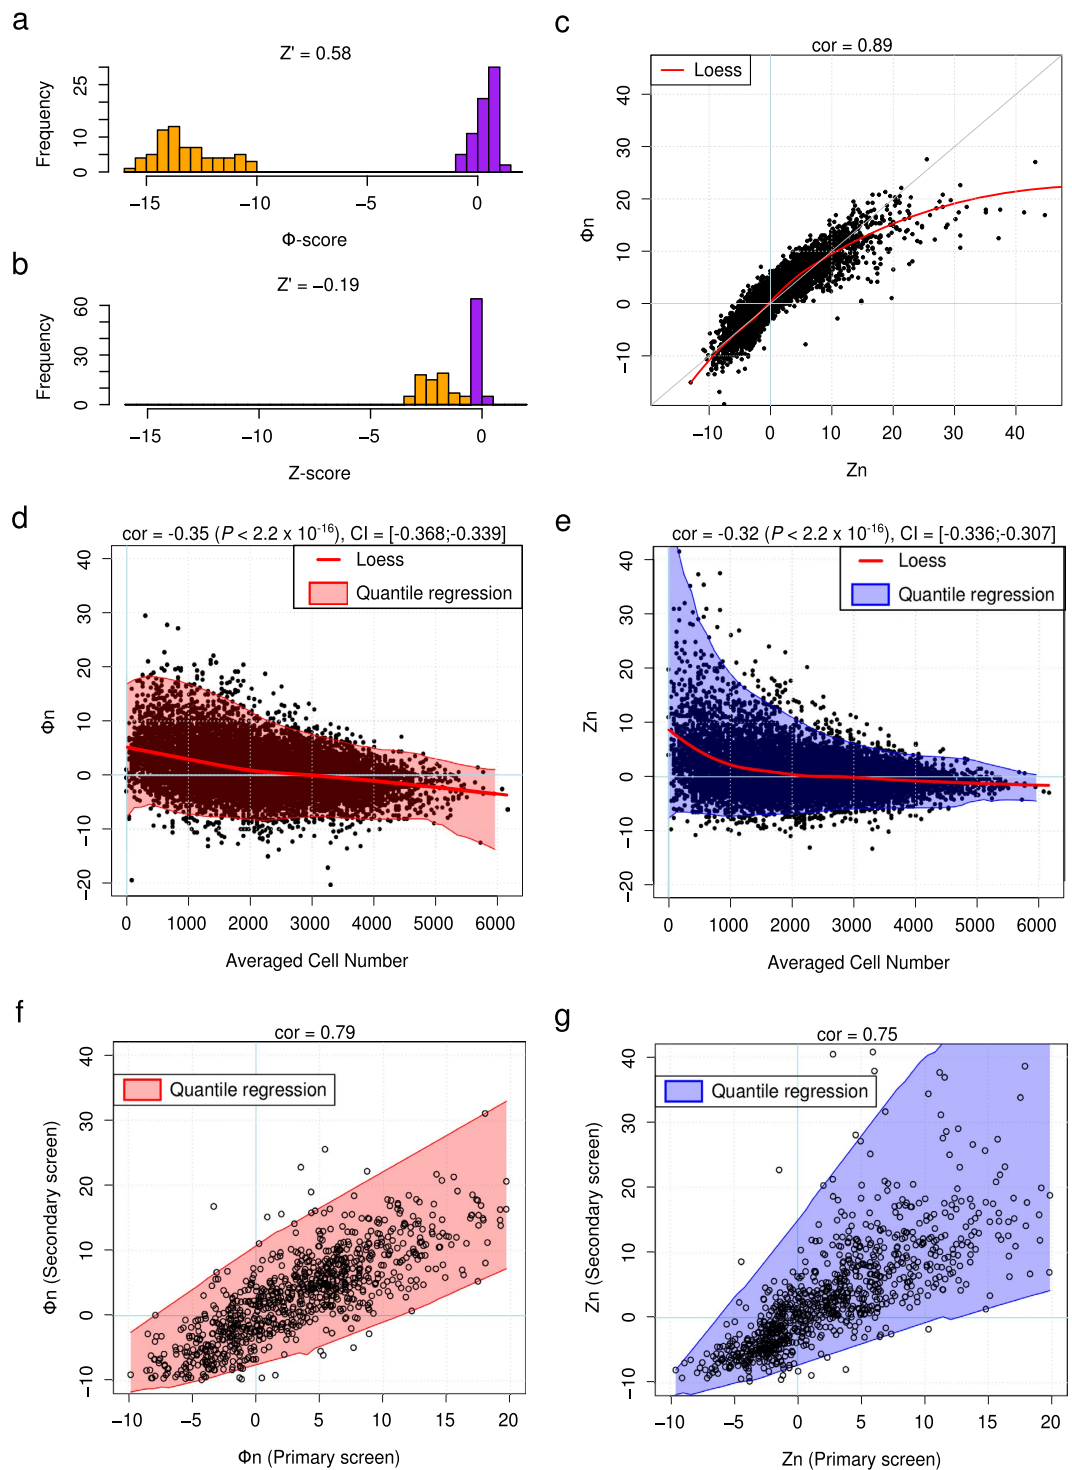 a
Z' = 0.58
Frequency
0
10
25
−15
−10
−5
0
Φ-score
b
Z' = −0.19
Frequency
0
30
60
−15
−10
−5
0
Z-score
c
cor = 0.89
Loess
Φn
−10
0
10
20
30
40
−10
0
10
20
30
40
Zn
d
cor = -0.35 (P < 2.2 x 10-16), CI = [-0.368;-0.339]
Loess
Quantile regression
Φn
−20
−10
0
10
20
30
40
0
1000
2000
3000
4000
5000
6000
Averaged Cell Number
e
cor = -0.32 (P < 2.2 x 10-16), CI = [-0.336;-0.307]
Loess
Quantile regression
Zn
−20
−10
0
10
20
30
40
0
1000
2000
3000
4000
5000
6000
Averaged Cell Number
f
cor = 0.79
Quantile regression
Φn (Secondary screen)
−10
0
10
20
30
40
−10
−5
0
5
10
15
20
Φn (Primary screen)
g
cor = 0.75
Quantile regression
Zn (Secondary screen)
−10
0
10
20
30
40
−10
−5
0
5
10
15
20
Zn (Primary screen)